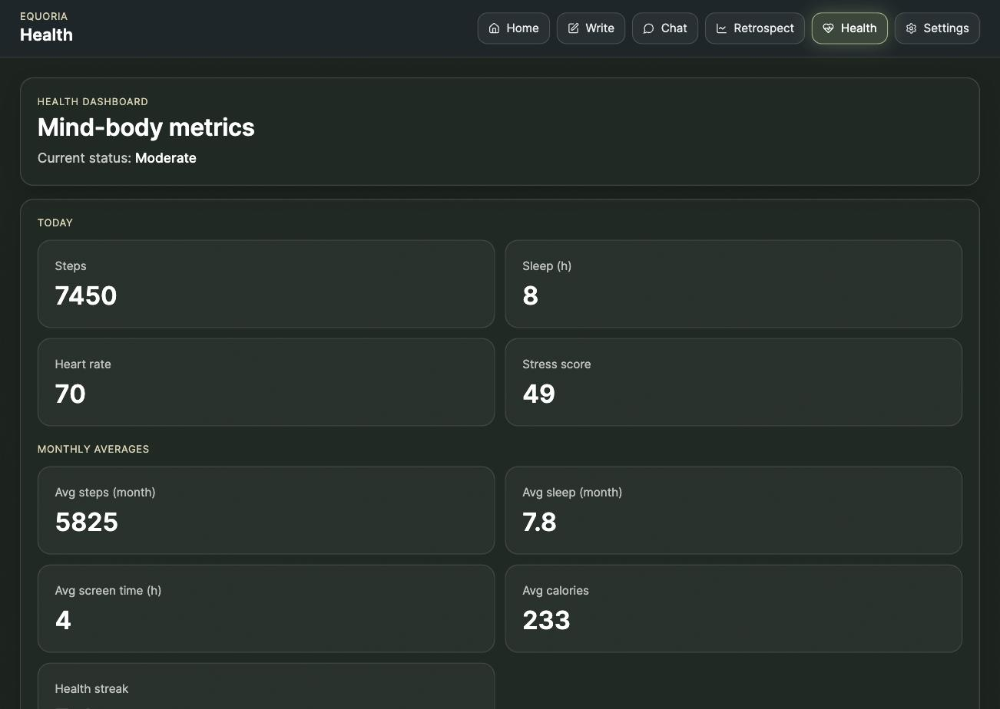 EQUORIA
Health
Home
Write
Chat
Retrospect
Health
Settings
HEALTH DASHBOARD
Mind-body metrics
Current status: Moderate
TODAY
Steps
7450
Sleep (h)
8
Heart rate
70
Stress score
49
MONTHLY AVERAGES
Avg steps (month)
5825
Avg sleep (month)
7.8
Avg screen time (h)
4
Avg calories
233
Health streak